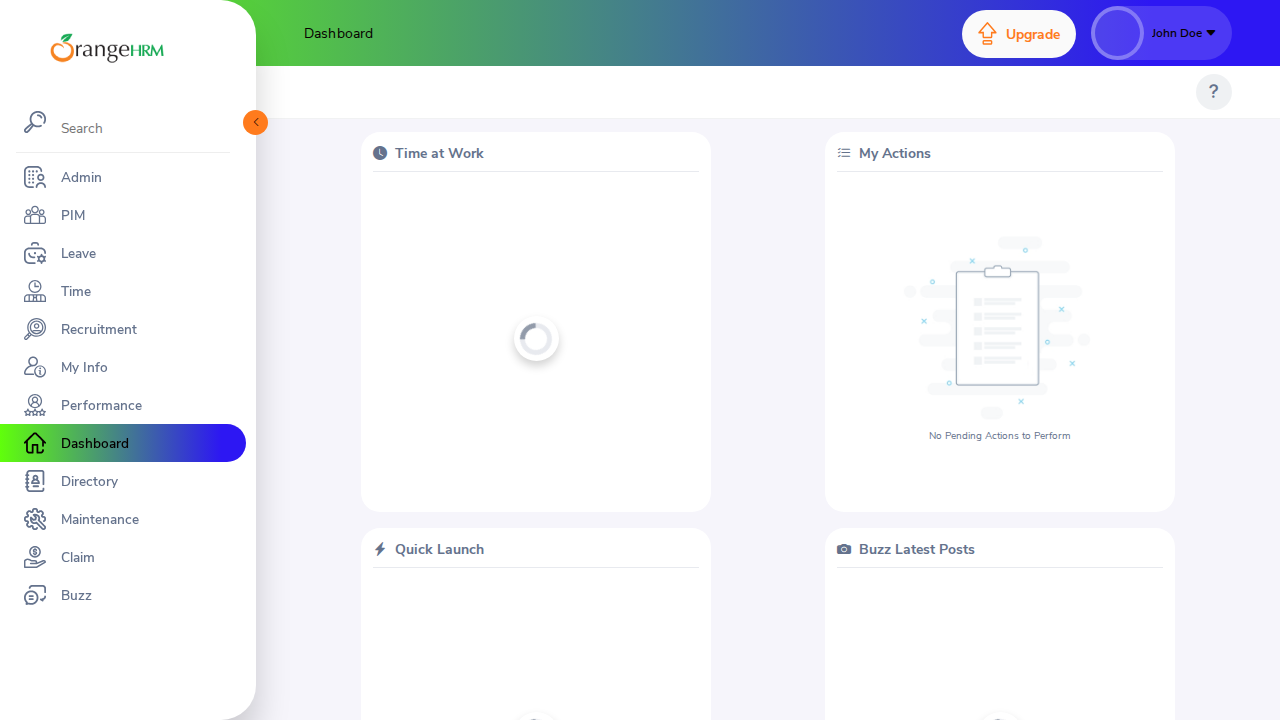 OrangeHRM
Dashboard
Upgrade
John Doe
?
Search
Admin
PIM
Leave
Time
Recruitment
My Info
Performance
Dashboard
Directory
Maintenance
Claim
Buzz
Time at Work
My Actions
No Pending Actions to Perform
Quick Launch
Buzz Latest Posts